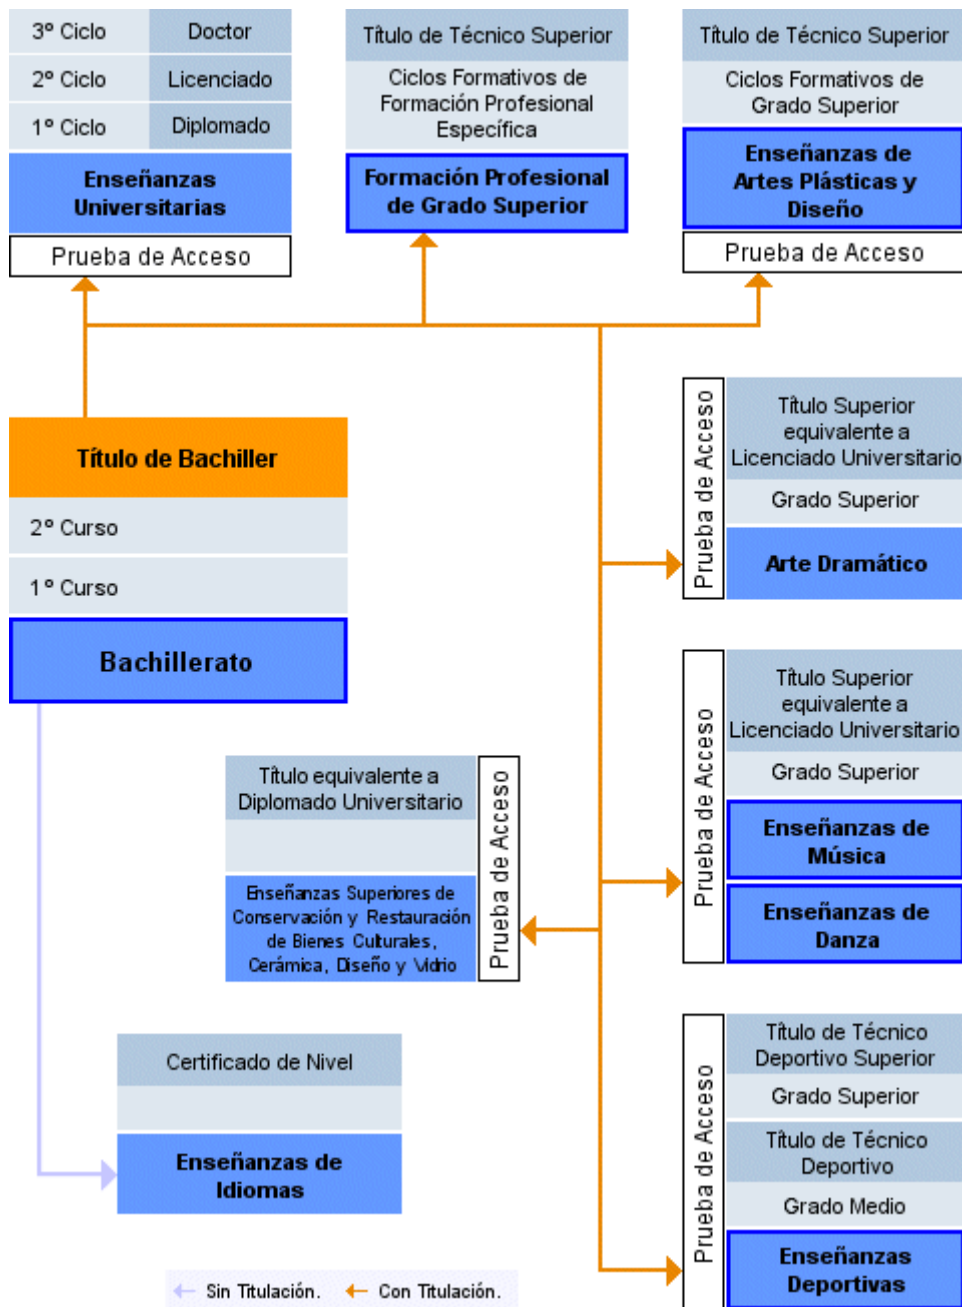 3º Ciclo
Doctor
2º Ciclo
Licenciado
1º Ciclo
Diplomado
Enseñanzas
Universitarias
Prueba de Acceso
Título de Técnico Superior
Ciclos Formativos de
Formación Profesional
Específica
Formación Profesional
de Grado Superior
Título de Técnico Superior
Ciclos Formativos de
Grado Superior
Enseñanzas de
Artes Plásticas y
Diseño
Prueba de Acceso
Título de Bachiller
2º Curso
1º Curso
Bachillerato
Prueba de Acceso
Título Superior
equivalente a
Licenciado Universitario
Grado Superior
Arte Dramático
Prueba de Acceso
Título Superior
equivalente a
Licenciado Universitario
Grado Superior
Enseñanzas de
Música
Enseñanzas de
Danza
Título equivalente a
Diplomado Universitario
Enseñanzas Superiores de
Conservación y Restauración
de Bienes Culturales,
Cerámica, Diseño y Vidrio
Prueba de Acceso
Certificado de Nivel
Enseñanzas de
Idiomas
Prueba de Acceso
Título de Técnico
Deportivo Superior
Grado Superior
Título de Técnico
Deportivo
Grado Medio
Enseñanzas
Deportivas
Sin Titulación.
Con Titulación.